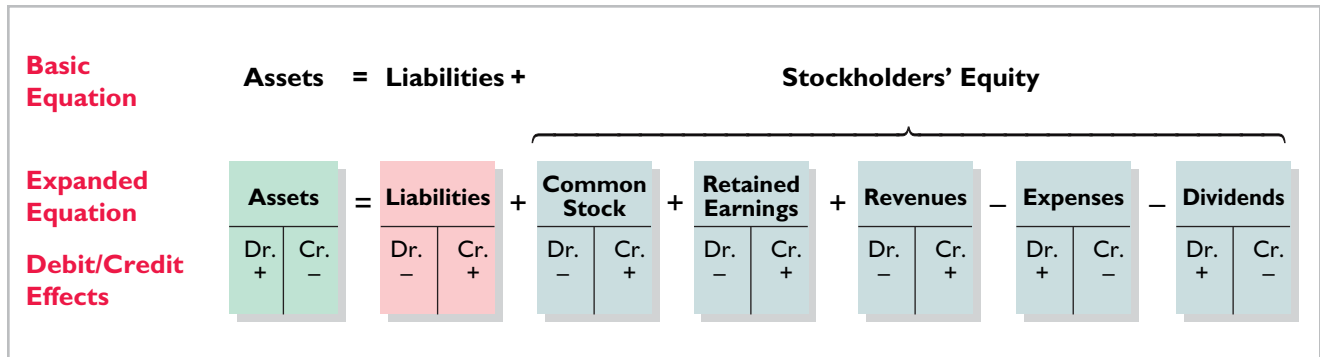 Basic
Equation
Assets = Liabilities + Stockholders’ Equity
Expanded
Equation
Assets = Liabilities + Common Stock + Retained Earnings + Revenues – Expenses – Dividends
Debit/Credit
Effects
Dr. Cr. Dr. Cr. Dr. Cr. Dr. Cr. Dr. Cr. Dr. Cr. Dr. Cr.
+ – – + – + – + – + + – + –